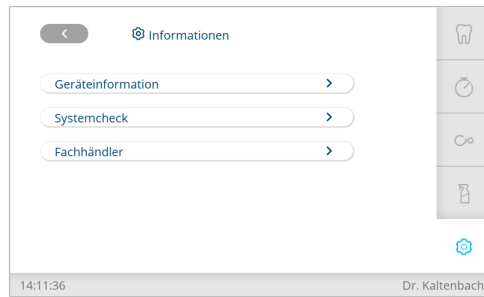 Informationen
Geräteinformation
Systemcheck
Fachhändler
14:11:36 Dr. Kaltenbach